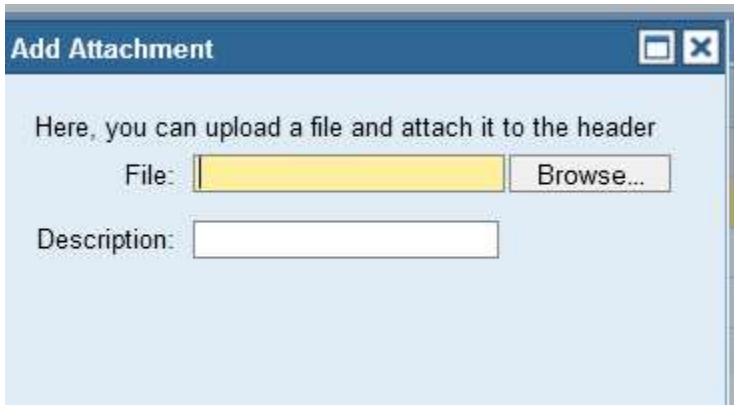 Add Attachment
Here, you can upload a file and attach it to the header
File: Browse...
Description: